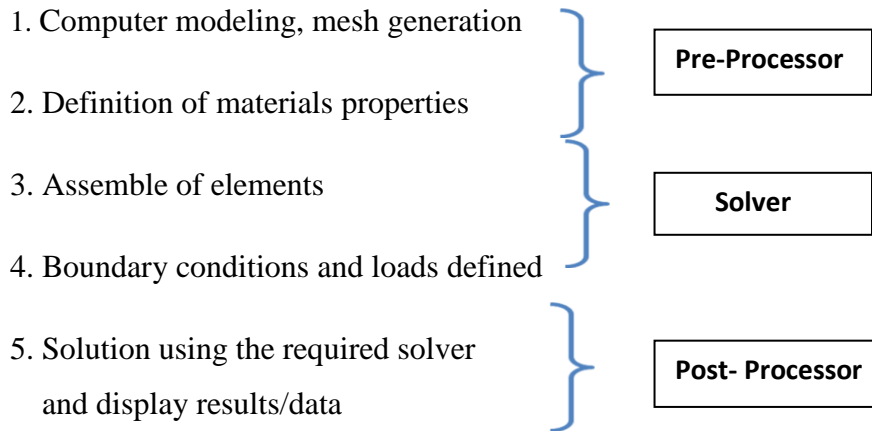 1. Computer modeling, mesh generation
Pre-Processor
2. Definition of materials properties
3. Assemble of elements
Solver
4. Boundary conditions and loads defined
5. Solution using the required solver
and display results/data
Post- Processor